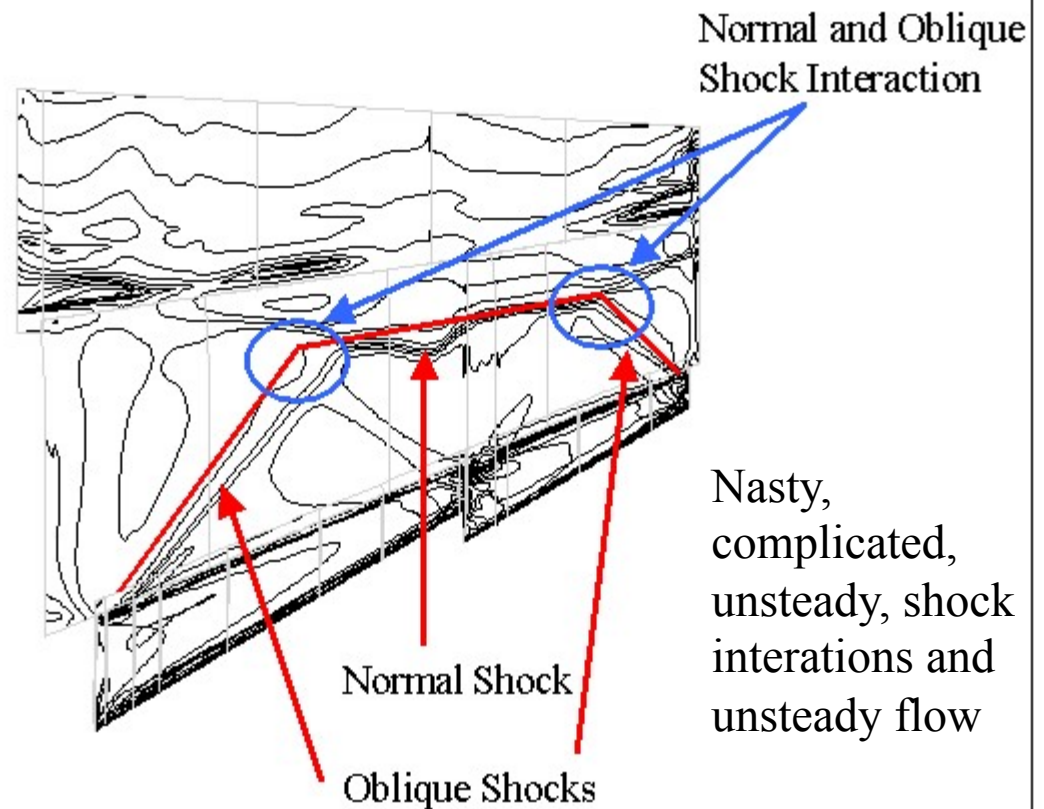 Normal and Oblique
Shock Interaction
Nasty,
complicated,
unsteady, shock
interations and
unsteady flow
Normal Shock
Oblique Shocks